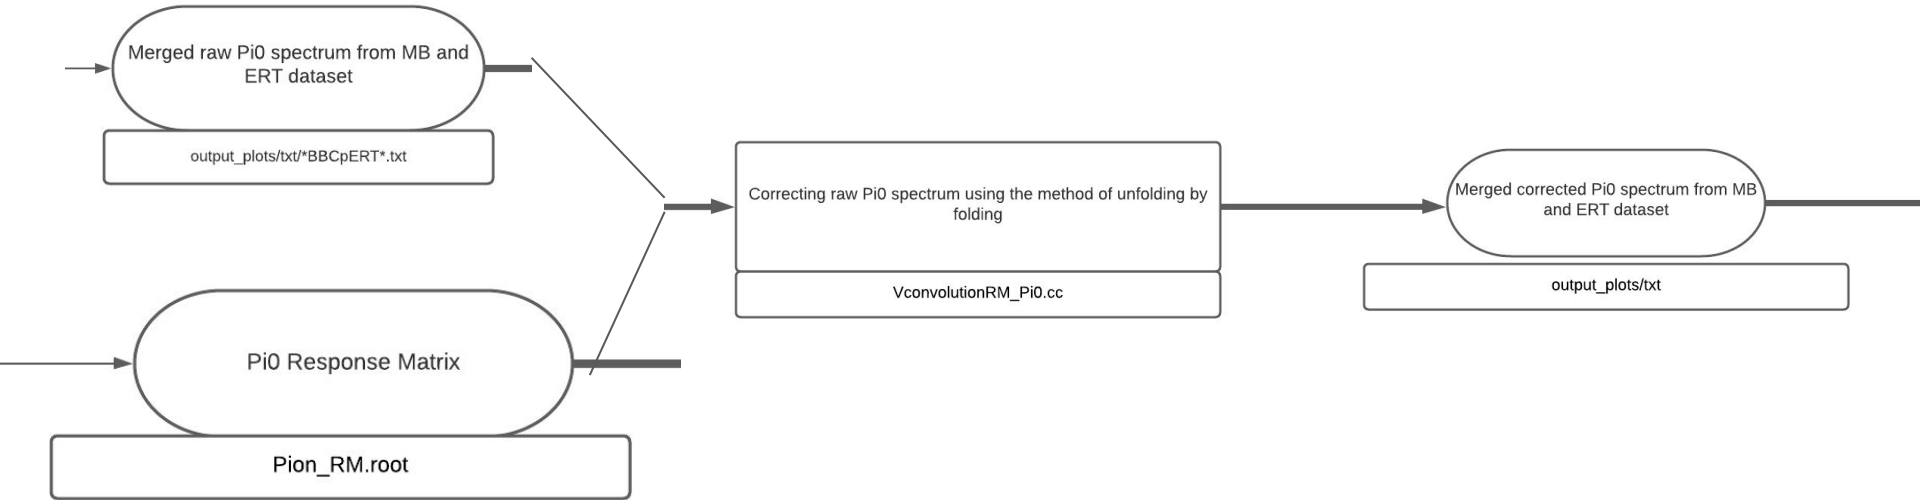 Merged raw Pi0 spectrum from MB and
ERT dataset
output_plots/txt/*BBCpERT*.txt
Pi0 Response Matrix
Pion_RM.root
Correcting raw Pi0 spectrum using the method of unfolding by
folding
VconvolutionRM_Pi0.cc
Merged corrected Pi0 spectrum from MB
and ERT dataset
output_plots/txt